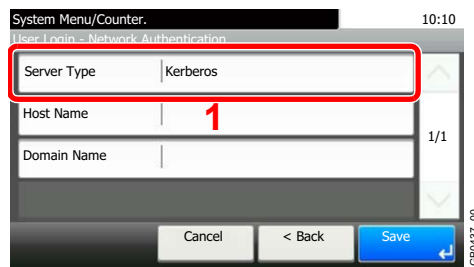 System Menu/Counter.
10:10
User Login - Network Authentication
Server Type Kerberos
Host Name
1
1/1
Domain Name
Cancel
< Back
Save